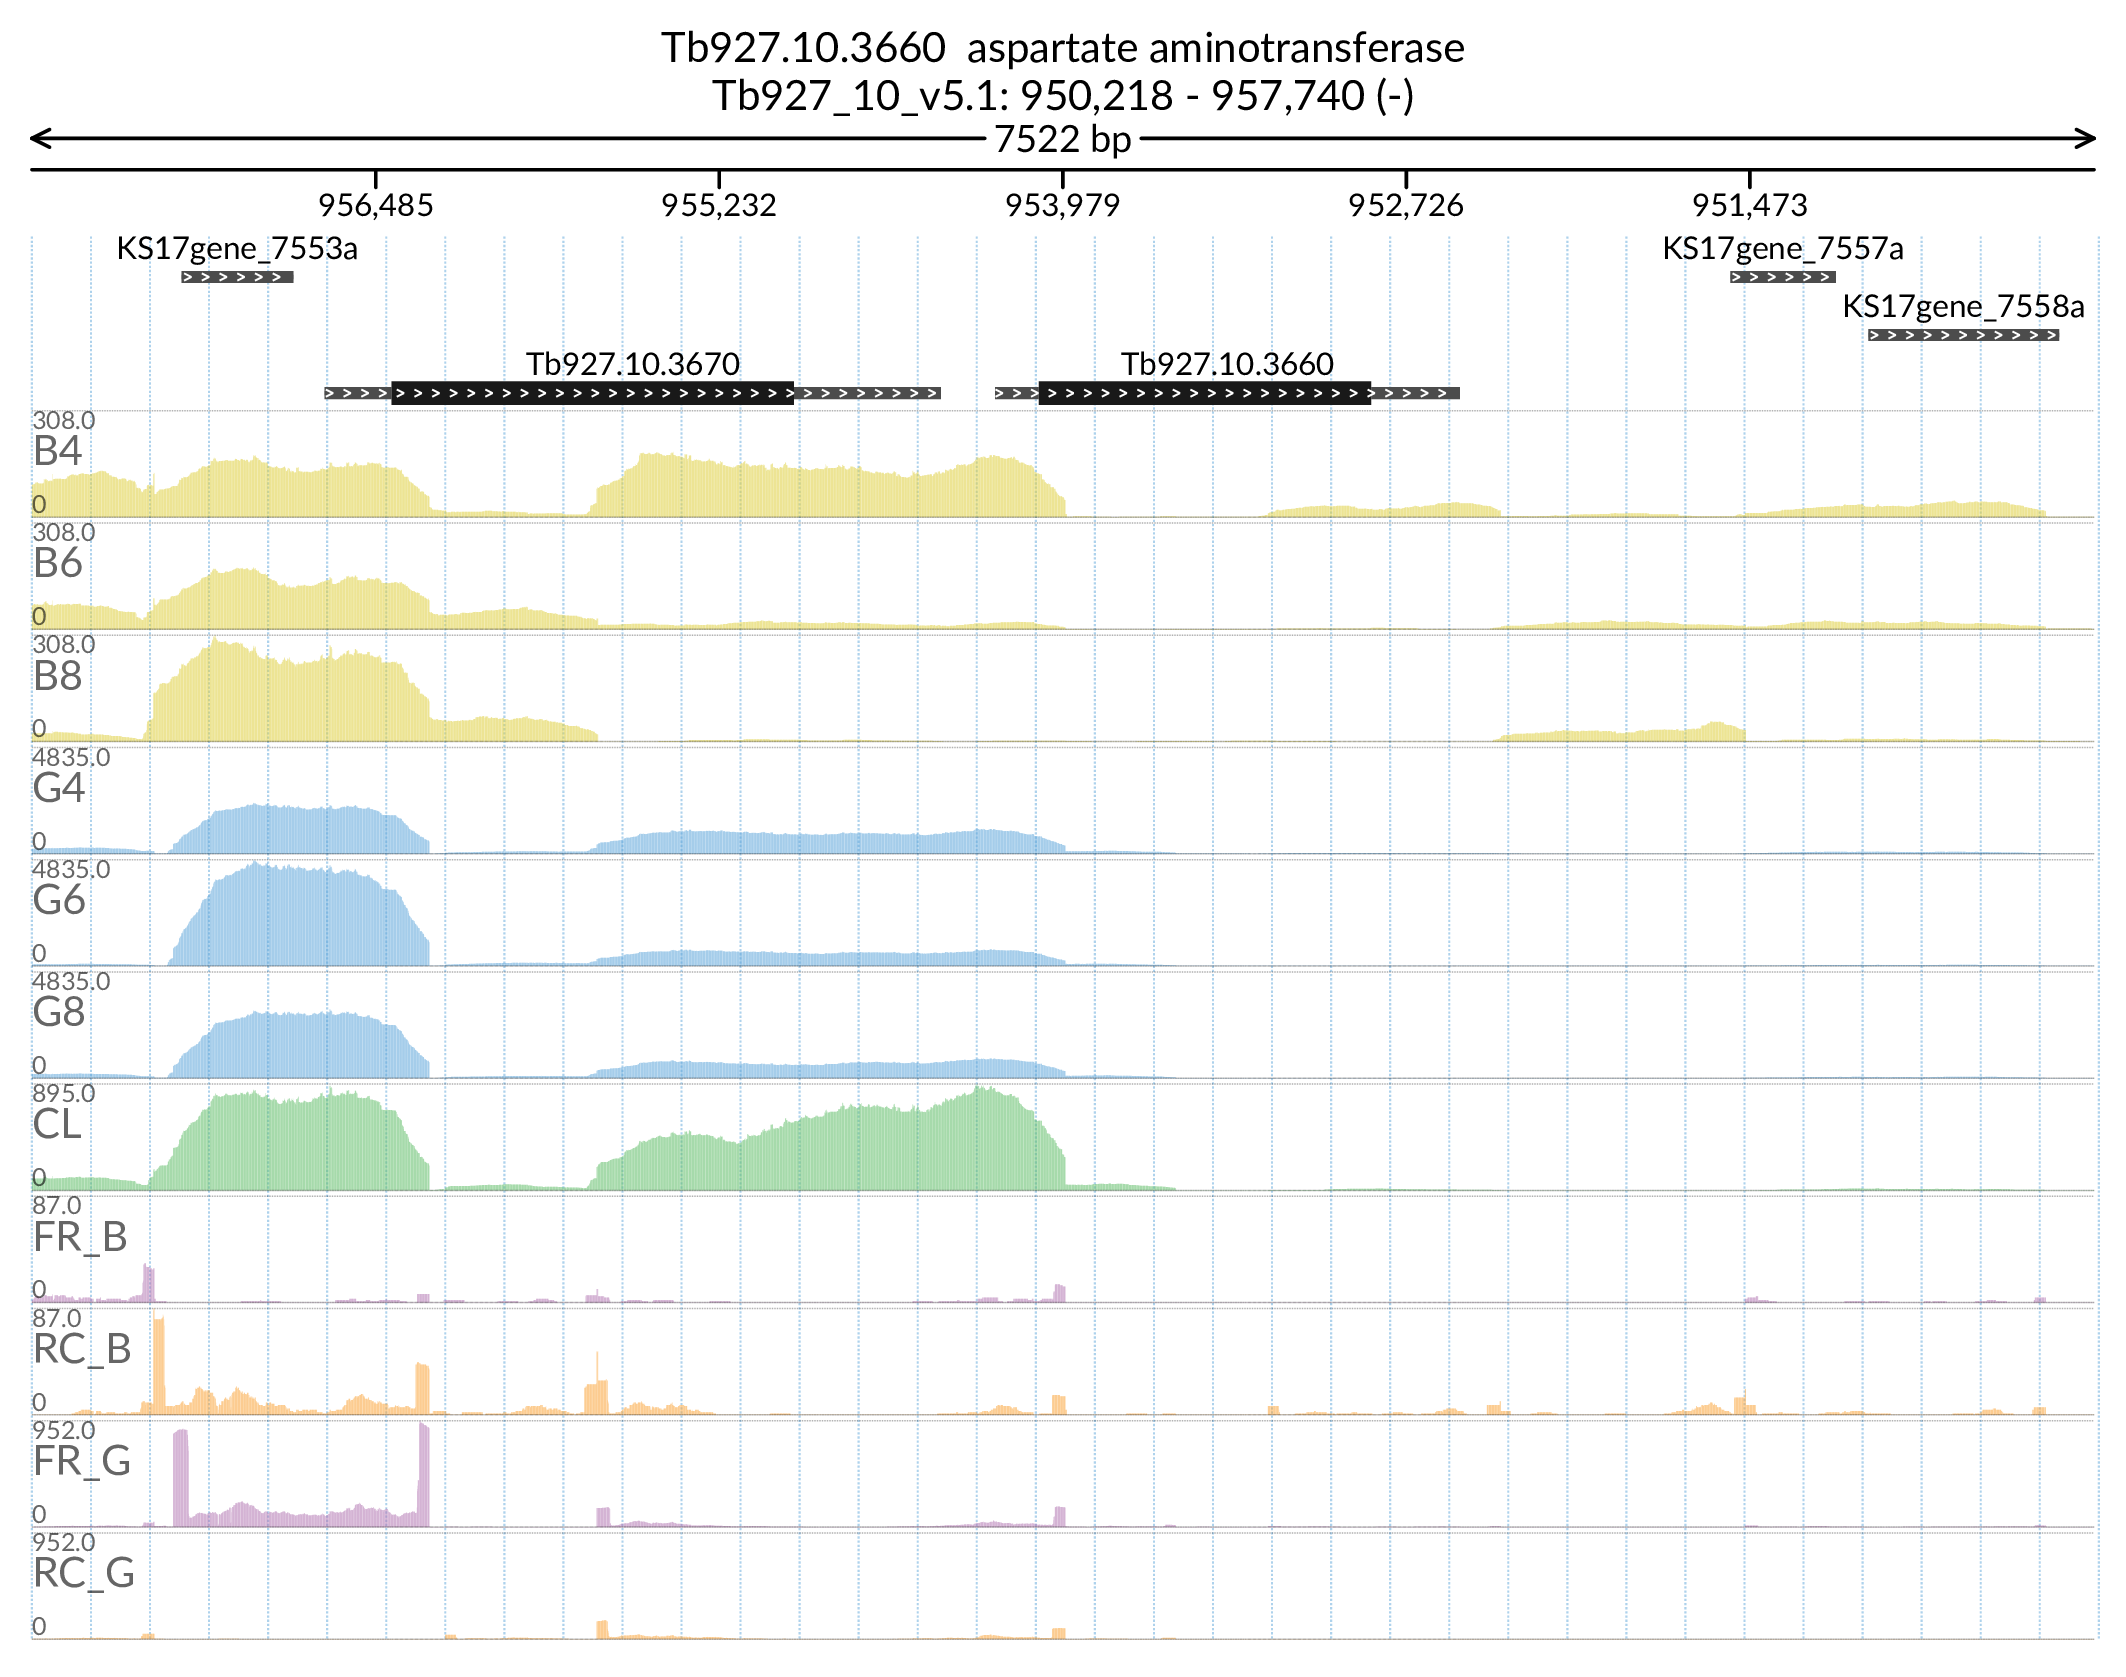 Tb927.10.3660  aspartate aminotransferase
Tb927_10_v5.1: 950,218 - 957,740 (-)
7522 bp
956,485 955,232 953,979 952,726 951,473
KS17gene_7553a KS17gene_7557a
KS17gene_7558a
Tb927.10.3670 Tb927.10.3660
308.0
B4
0
308.0
B6
0
308.0
B8
0
4835.0
G4
0
4835.0
G6
0
4835.0
G8
0
895.0
CL
0
87.0
FR_B
0
87.0
RC_B
0
952.0
FR_G
0
952.0
RC_G
0